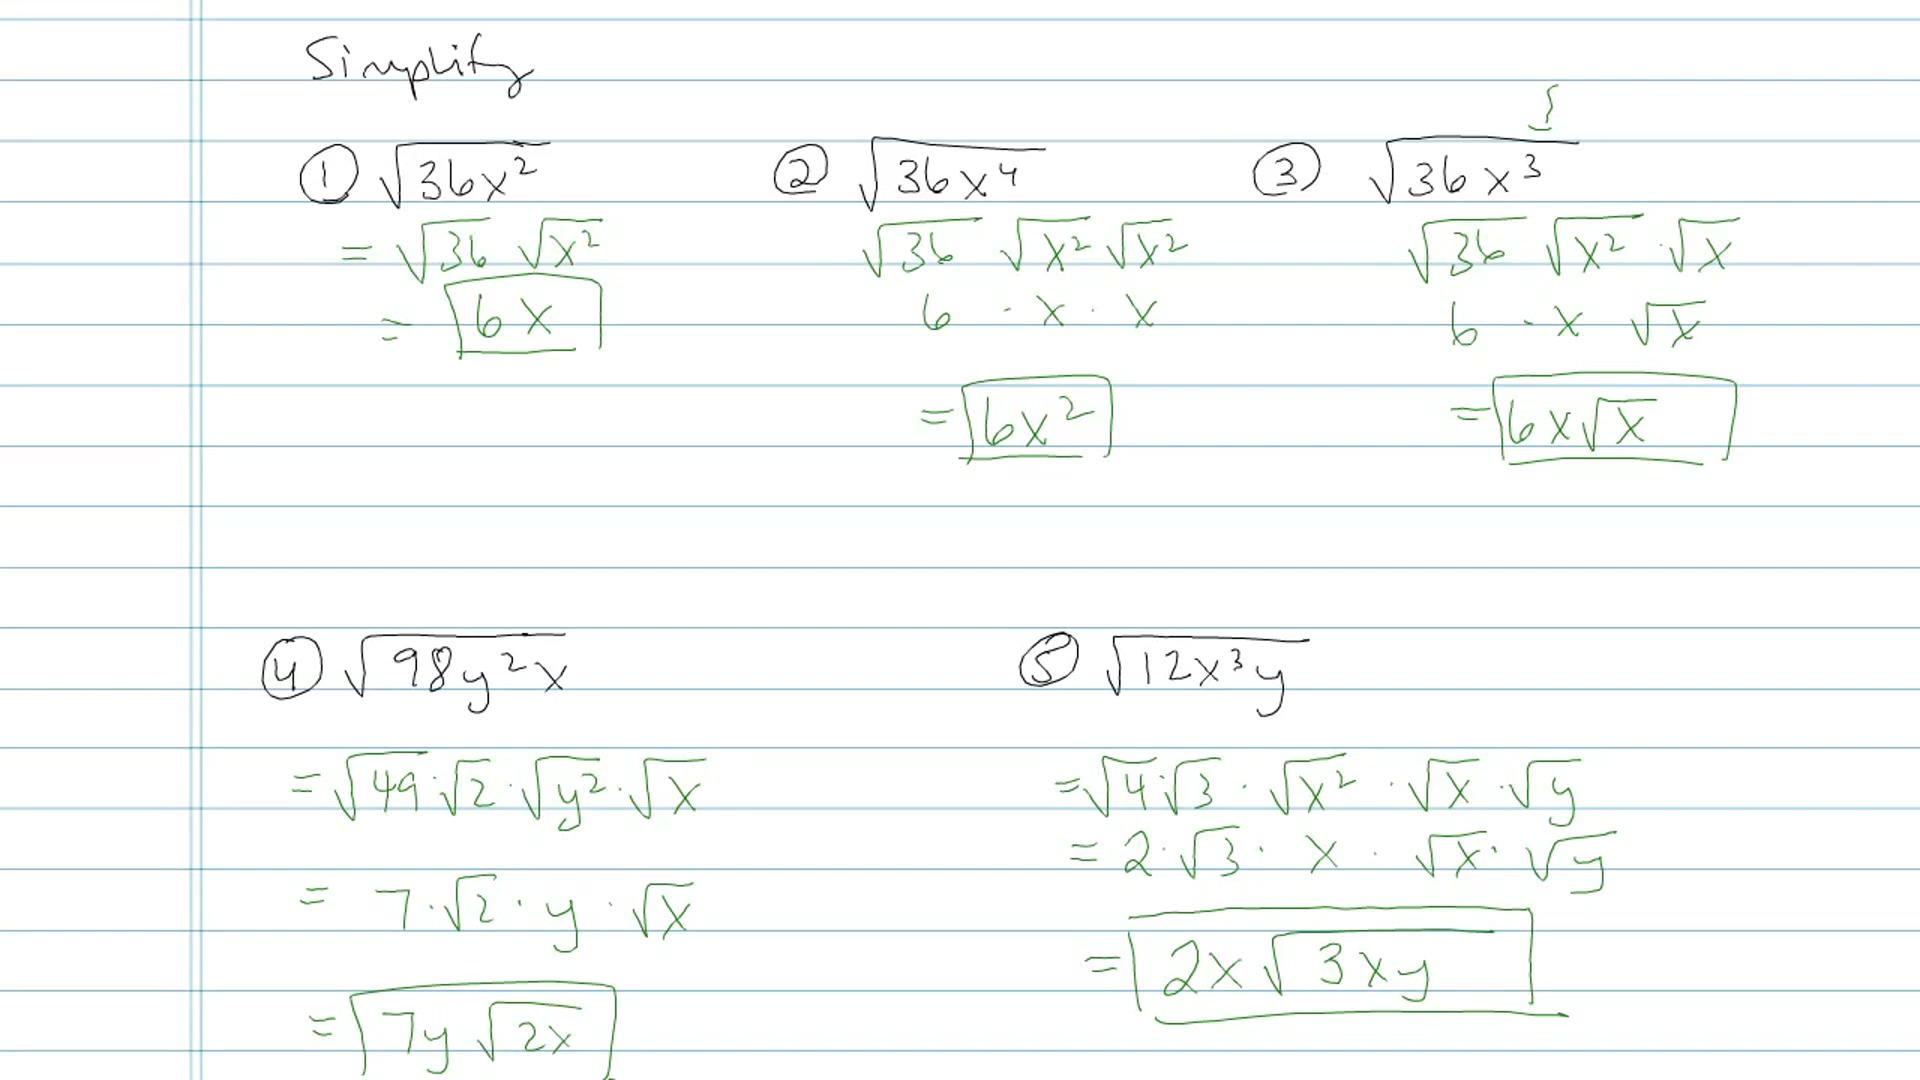 Simplify
① √36x²
= √36 √x²
= 6x
② √36x⁴
√36 √x² √x²
6 · x · x
= 6x²
③ √36x³
√36 √x² · √x
6 · x √x
= 6x√x
④ √98y²x
= √49 · √2 · √y² · √x
= 7 · √2 · y · √x
= 7y √2x
⑤ √12x³y
= √4 · √3 · √x² · √x · √y
= 2 · √3 · x · √x · √y
= 2x √3xy